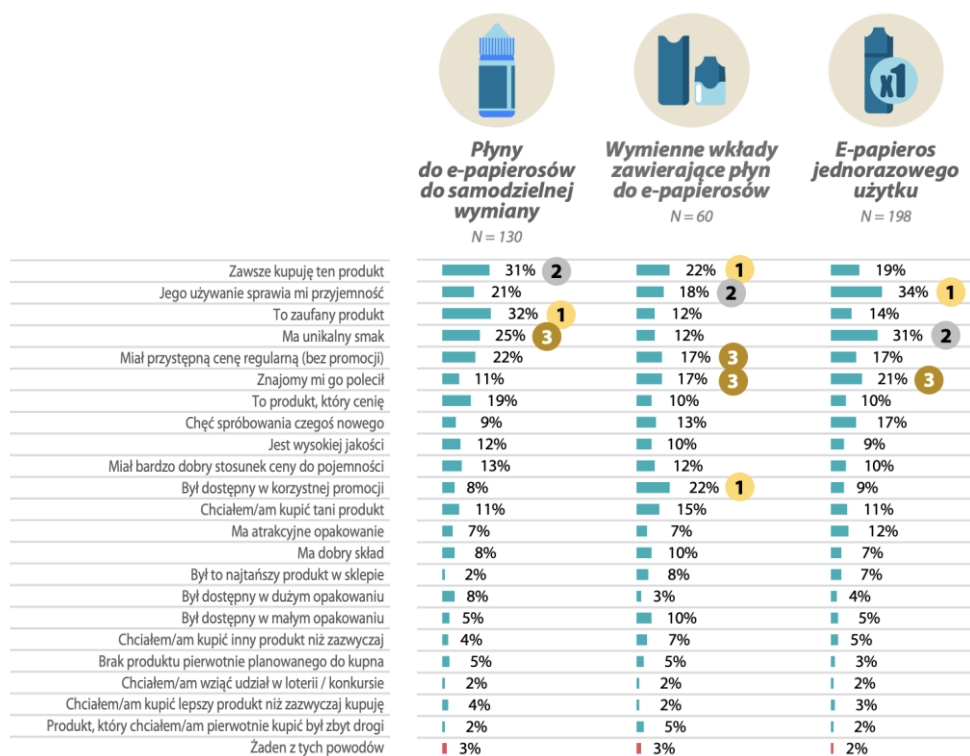 x1
Płyny
do e-papierosów
do samodzielnej
wymiany
N = 130
Wymienne wkłady
zawierające płyn
do e-papierosów
N = 60
E-papieros
jednorazowego
użytku
N = 198
Zawsze kupuję ten produkt 31% 2 22% 1 19%
Jego używanie sprawia mi przyjemność 21% 18% 2 34% 1
To zaufany produkt 32% 1 12% 14%
Ma unikalny smak 25% 3 12% 31% 2
Miał przystępną cenę regularną (bez promocji) 22% 17% 3 17%
Znajomy mi go polecił 11% 17% 3 21% 3
To produkt, który cenię 19% 10% 10%
Chęć spróbowania czegoś nowego 9% 13% 17%
Jest wysokiej jakości 12% 10% 9%
Miał bardzo dobry stosunek ceny do pojemności 13% 12% 10%
Był dostępny w korzystnej promocji 8% 22% 1 9%
Chciałem/am kupić tani produkt 11% 15% 11%
Ma atrakcyjne opakowanie 7% 7% 12%
Ma dobry skład 8% 10% 7%
Był to najtańszy produkt w sklepie 2% 8% 7%
Był dostępny w dużym opakowaniu 8% 3% 4%
Był dostępny w małym opakowaniu 5% 10% 5%
Chciałem/am kupić inny produkt niż zazwyczaj 4% 7% 5%
Brak produktu pierwotnie planowanego do kupna 5% 5% 3%
Chciałem/am wziąć udział w loterii / konkursie 2% 2% 2%
Chciałem/am kupić lepszy produkt niż zazwyczaj kupuję 4% 2% 3%
Produkt, który chciałem/am pierwotnie kupić był zbyt drogi 2% 5% 2%
Żaden z tych powodów 3% 3% 2%